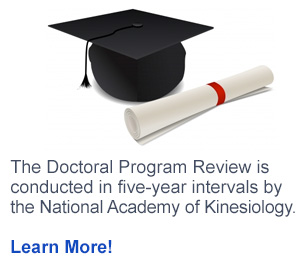 The Doctoral Program Review is
conducted in five-year intervals by
the National Academy of Kinesiology.
Learn More!